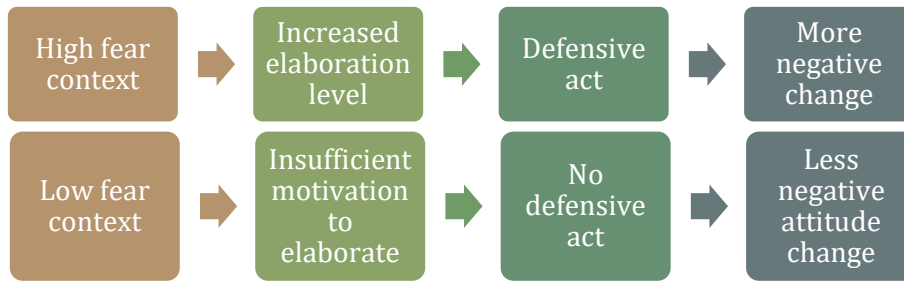 High fear
context
Increased
elaboration
level
Defensive
act
More
negative
change
Low fear
context
Insufficient
motivation
to
elaborate
No
defensive
act
Less
negative
attitude
change